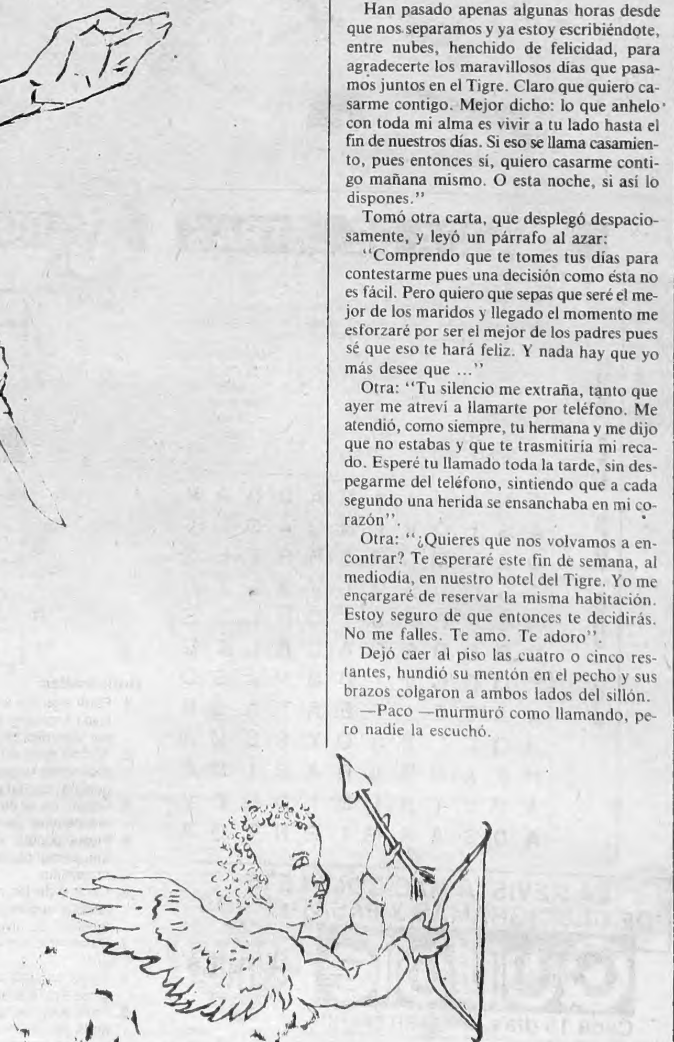 Han pasado apenas algunas horas desde
que nos separamos y ya estoy escribiéndote,
entre nubes, henchido de felicidad, para
agradecerte los maravillosos días que pasa-
mos juntos en el Tigre. Claro que quiero ca-
sarme contigo. Mejor dicho: lo que anhelo
con toda mi alma es vivir a tu lado hasta el
fin de nuestros días. Si eso se llama casamien-
to, pues entonces sí, quiero casarme conti-
go mañana mismo. O esta noche, si así lo
dispones."
Tomó otra carta, que desplegó despacio-
samente, y leyó un párrafo al azar:
"Comprendo que te tomes tus días para
contestarme pues una decisión como ésta no
es fácil. Pero quiero que sepas que seré el me-
jor de los maridos y llegado el momento me
esforzaré por ser el mejor de los padres pues
sé que eso te hará feliz. Y nada hay que yo
más desee que ..."
Otra: "Tu silencio me extraña, tanto que
ayer me atreví a llamarte por teléfono. Me
atendió, como siempre, tu hermana y me dijo
que no estabas y que te trasmitiría mi reca-
do. Esperé tu llamado toda la tarde, sin des-
pegarme del teléfono, sintiendo que a cada
segundo una herida se ensanchaba en mi co-
razón".
Otra: "¿Quieres que nos volvamos a en-
contrar? Te esperaré este fin de semana, al
mediodía, en nuestro hotel del Tigre. Yo me
encargaré de reservar la misma habitación.
Estoy seguro de que entonces te decidirás.
No me falles. Te amo. Te adoro".
Dejó caer al piso las cuatro o cinco res-
tantes, hundió su mentón en el pecho y sus
brazos colgaron a ambos lados del sillón.
—Paco —murmuró como llamando, pe-
ro nadie la escuchó.